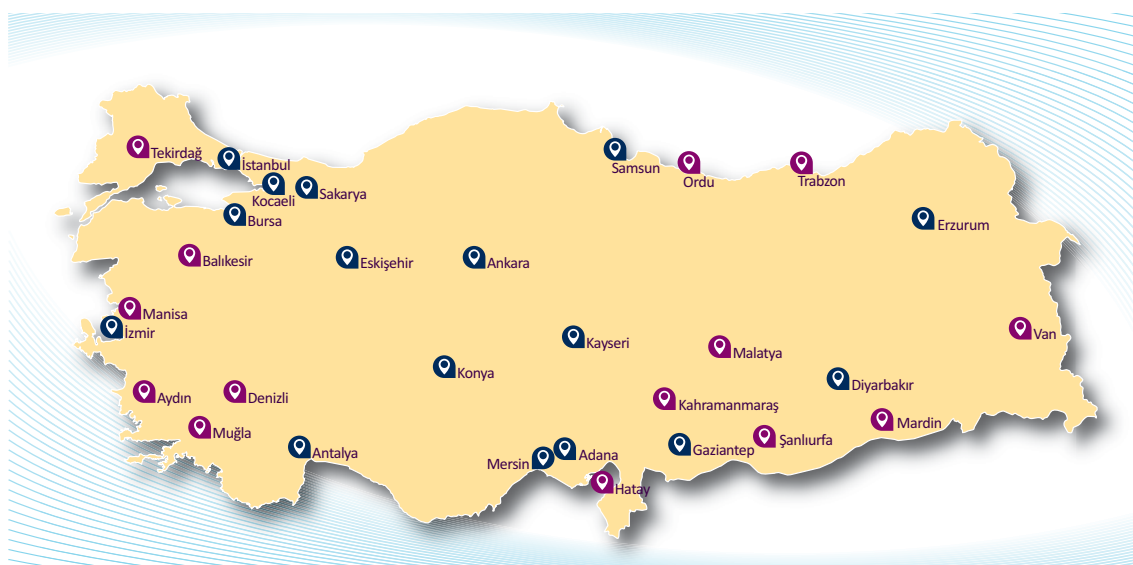 Tekirdağ
İstanbul
Samsun
Ordu
Trabzon
Kocaeli
Sakarya
Bursa
Erzurum
Balıkesir
Eskişehir
Ankara
Manisa
İzmir
Kayseri
Malatya
Van
Konya
Diyarbakır
Aydın
Denizli
Kahramanmaraş
Mardin
Muğla
Şanlıurfa
Antalya
Mersin
Adana
Gaziantep
Hatay